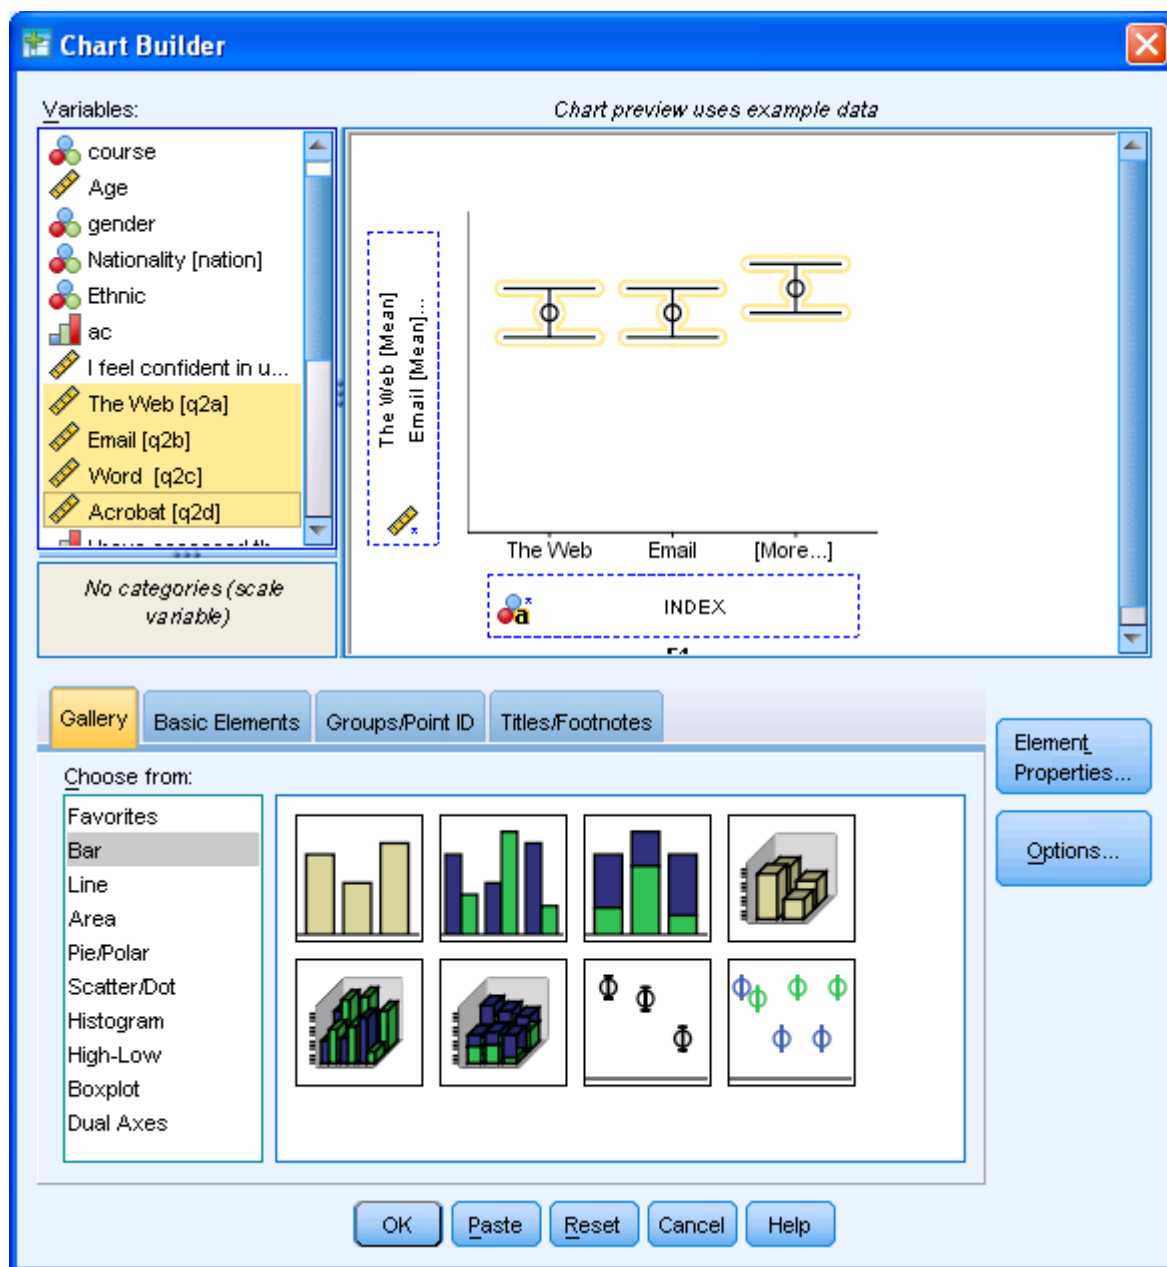 Chart Builder
Variables:
Chart preview uses example data
course
Age
gender
Nationality [nation]
Ethnic
ac
I feel confident in u...
The Web [q2a]
Email [q2b]
Word [q2c]
Acrobat [q2d]
No categories (scale
variable)
The Web [Mean]
Email [Mean]...
The Web
Email
[More...]
a
INDEX
Gallery
Basic Elements
Groups/Point ID
Titles/Footnotes
Choose from:
Favorites
Bar
Line
Area
Pie/Polar
Scatter/Dot
Histogram
High-Low
Boxplot
Dual Axes
Element
Properties...
Options...
OK
Paste
Reset
Cancel
Help